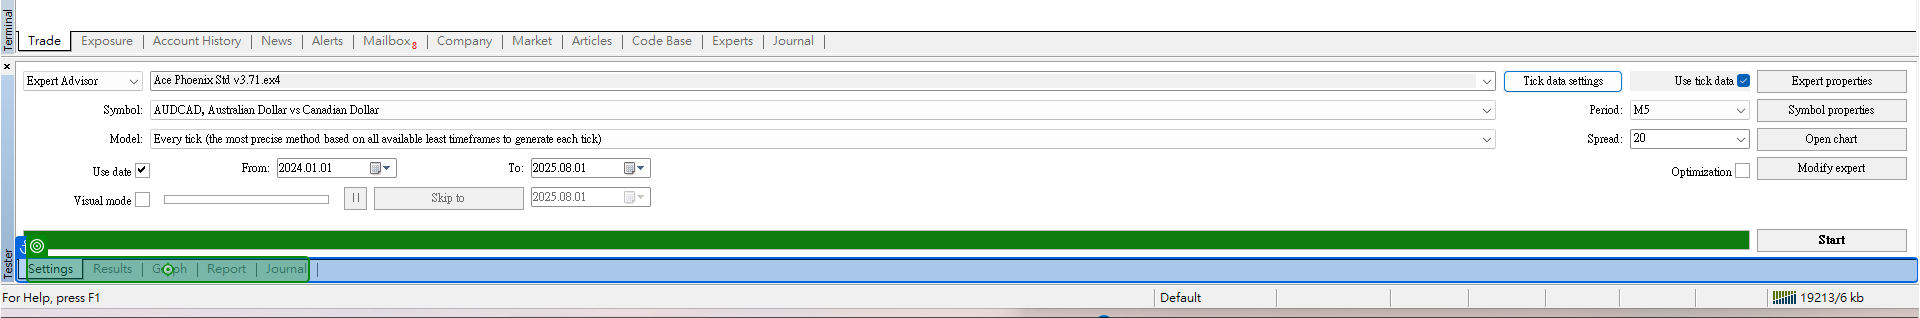 Terminal
Trade Exposure Account History News Alerts Mailbox 8 Company Market Articles Code Base Experts Journal
Expert Advisor Ace Phoenix Std v3.71.ex4 Tick data settings Use tick data Expert properties
Symbol: AUDCAD, Australian Dollar vs Canadian Dollar Period: M5 Symbol properties
Model: Every tick (the most precise method based on all available least timeframes to generate each tick) Spread: 20 Open chart
Use date From: 2024.01.01 To: 2025.08.01 Optimization Modify expert
Visual mode Skip to 2025.08.01
Start
Tester
Settings Results Graph Report Journal
For Help, press F1 Default 19213/6 kb